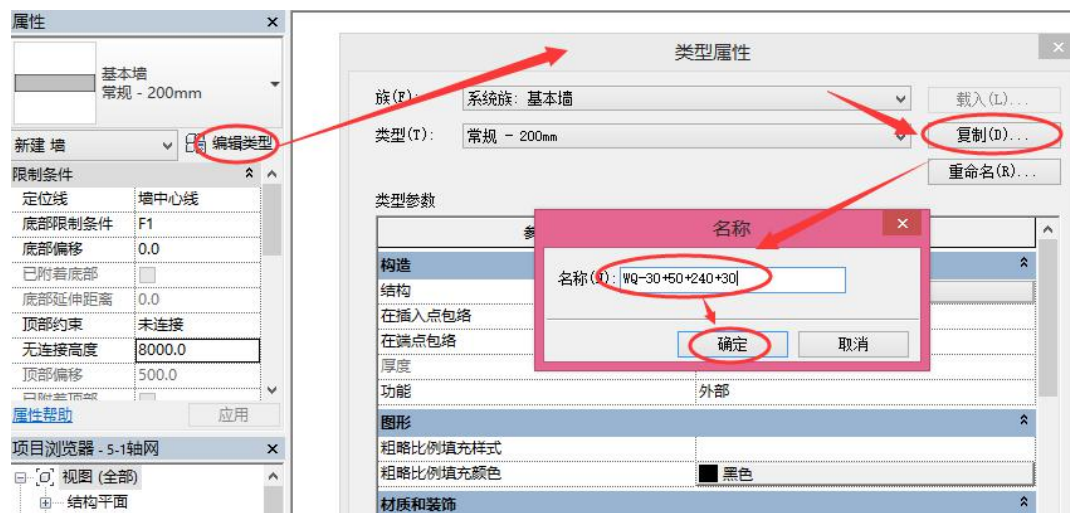 属性
×
基本墙
常规 - 200mm
新建 墙
编辑类型
限制条件
定位线 墙中心线
底部限制条件 F1
底部偏移 0.0
已附着底部
底部延伸距离 0.0
顶部约束 未连接
无连接高度 8000.0
顶部偏移 500.0
已附着顶部
属性帮助
应用
项目浏览器 - 5-1轴网
×
视图 (全部)
结构平面
类型属性
×
族(F): 系统族: 基本墙
载入(L)...
类型(T): 常规 - 200mm
复制(D)...
重命名(R)...
类型参数
构造
结构
在插入点包络
在端点包络
厚度
功能 外部
图形
粗略比例填充样式
粗略比例填充颜色 黑色
材质和装饰
名称
×
名称(N): WQ-30+50+240+30
确定
取消